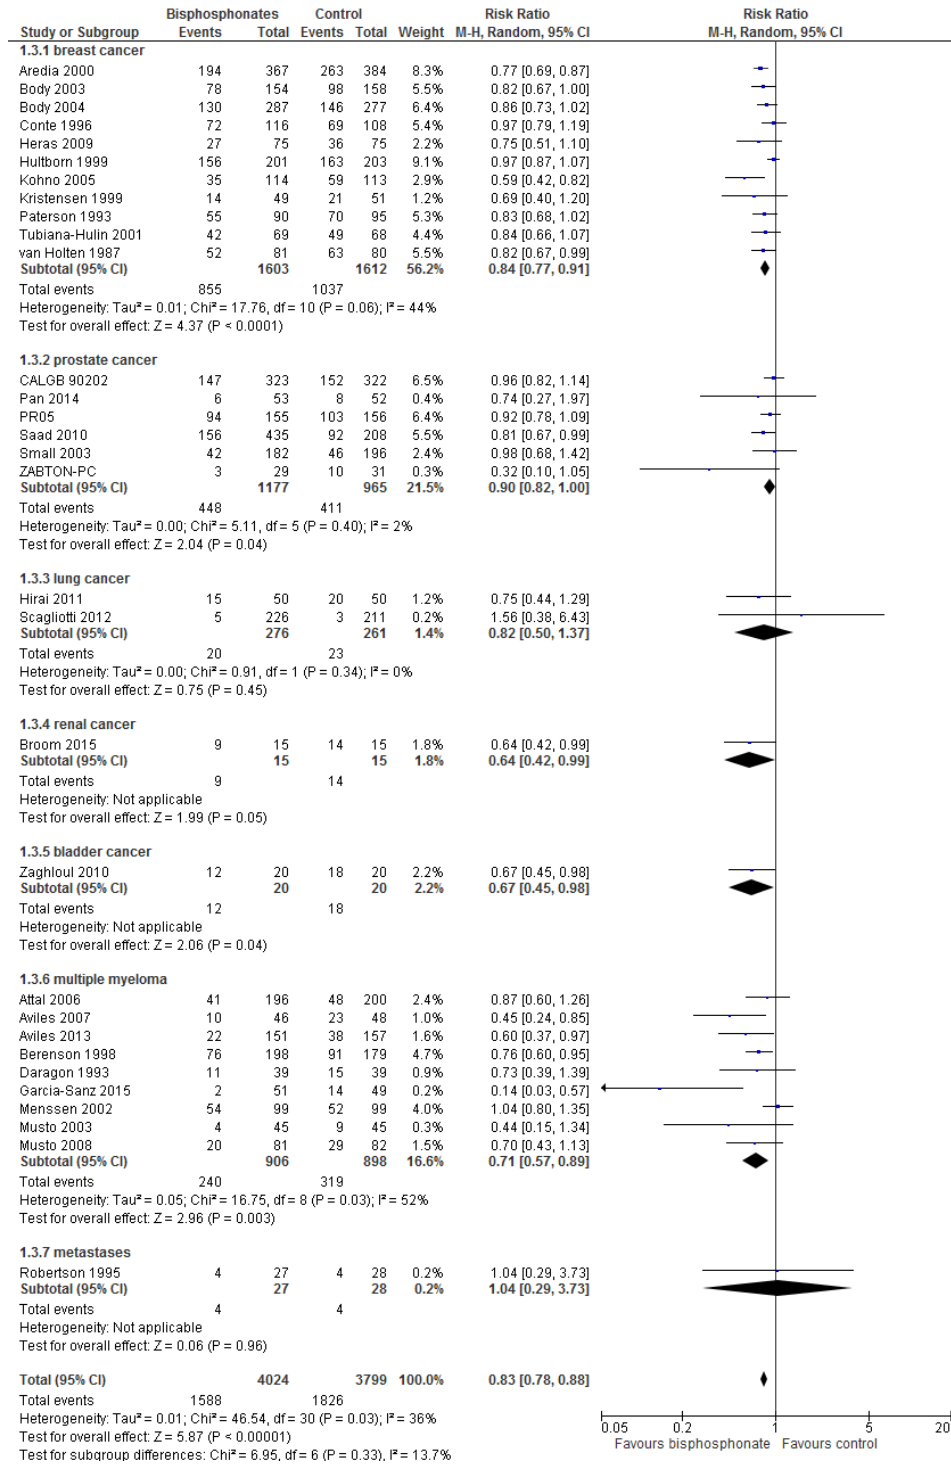 Bisphosphonates Control Risk Ratio Risk Ratio
Study or Subgroup Events Total Events Total Weight M-H, Random, 95% CI M-H, Random, 95% CI
1.3.1 breast cancer
Aredia 2000 194 367 263 384 8.3% 0.77 [0.69, 0.87]
Body 2003 78 154 98 158 5.5% 0.82 [0.67, 1.00]
Body 2004 130 287 146 277 6.4% 0.86 [0.73, 1.02]
Conte 1996 72 116 69 108 5.4% 0.97 [0.79, 1.19]
Heras 2009 27 75 36 75 2.2% 0.75 [0.51, 1.10]
Hultborn 1999 156 201 163 203 9.1% 0.97 [0.87, 1.07]
Kohno 2005 35 114 59 113 2.9% 0.59 [0.42, 0.82]
Kristensen 1999 14 49 21 51 1.2% 0.69 [0.40, 1.20]
Paterson 1993 55 90 70 95 5.3% 0.83 [0.68, 1.02]
Tubiana-Hulin 2001 42 69 49 68 4.4% 0.84 [0.66, 1.07]
van Holten 1987 52 81 63 80 5.5% 0.82 [0.67, 0.99]
Subtotal (95% CI) 1603 1612 56.2% 0.84 [0.77, 0.91]
Total events 855 1037
Heterogeneity: Tau² = 0.01; Chi² = 17.76, df = 10 (P = 0.06); I² = 44%
Test for overall effect: Z = 4.37 (P < 0.0001)
1.3.2 prostate cancer
CALGB 90202 147 323 152 322 6.5% 0.96 [0.82, 1.14]
Pan 2014 6 53 8 52 0.4% 0.74 [0.27, 1.97]
PR05 94 155 103 156 6.4% 0.92 [0.78, 1.09]
Saad 2010 156 435 92 208 5.5% 0.81 [0.67, 0.99]
Small 2003 42 182 46 196 2.4% 0.98 [0.68, 1.42]
ZABTON-PC 3 29 10 31 0.3% 0.32 [0.10, 1.05]
Subtotal (95% CI) 1177 965 21.5% 0.90 [0.82, 1.00]
Total events 448 411
Heterogeneity: Tau² = 0.00; Chi² = 5.11, df = 5 (P = 0.40); I² = 2%
Test for overall effect: Z = 2.04 (P = 0.04)
1.3.3 lung cancer
Hirai 2011 15 50 20 50 1.2% 0.75 [0.44, 1.29]
Scagliotti 2012 5 226 3 211 0.2% 1.56 [0.38, 6.43]
Subtotal (95% CI) 276 261 1.4% 0.82 [0.50, 1.37]
Total events 20 23
Heterogeneity: Tau² = 0.00; Chi² = 0.91, df = 1 (P = 0.34); I² = 0%
Test for overall effect: Z = 0.75 (P = 0.45)
1.3.4 renal cancer
Broom 2015 9 15 14 15 1.8% 0.64 [0.42, 0.99]
Subtotal (95% CI) 15 15 1.8% 0.64 [0.42, 0.99]
Total events 9 14
Heterogeneity: Not applicable
Test for overall effect: Z = 1.99 (P = 0.05)
1.3.5 bladder cancer
Zaghloul 2010 12 20 18 20 2.2% 0.67 [0.45, 0.98]
Subtotal (95% CI) 20 20 2.2% 0.67 [0.45, 0.98]
Total events 12 18
Heterogeneity: Not applicable
Test for overall effect: Z = 2.06 (P = 0.04)
1.3.6 multiple myeloma
Attal 2006 41 196 48 200 2.4% 0.87 [0.60, 1.26]
Aviles 2007 10 46 23 48 1.0% 0.45 [0.24, 0.85]
Aviles 2013 22 151 38 157 1.6% 0.60 [0.37, 0.97]
Berenson 1998 76 198 91 179 4.7% 0.76 [0.60, 0.95]
Daragon 1993 11 39 15 39 0.9% 0.73 [0.39, 1.39]
Garcia-Sanz 2015 2 51 14 49 0.2% 0.14 [0.03, 0.57]
Menssen 2002 54 99 52 99 4.0% 1.04 [0.80, 1.35]
Musto 2003 4 45 9 45 0.3% 0.44 [0.15, 1.34]
Musto 2008 20 81 29 82 1.5% 0.70 [0.43, 1.13]
Subtotal (95% CI) 906 898 16.6% 0.71 [0.57, 0.89]
Total events 240 319
Heterogeneity: Tau² = 0.05; Chi² = 16.75, df = 8 (P = 0.03); I² = 52%
Test for overall effect: Z = 2.96 (P = 0.003)
1.3.7 metastases
Robertson 1995 4 27 4 28 0.2% 1.04 [0.29, 3.73]
Subtotal (95% CI) 27 28 0.2% 1.04 [0.29, 3.73]
Total events 4 4
Heterogeneity: Not applicable
Test for overall effect: Z = 0.06 (P = 0.96)
Total (95% CI) 4024 3799 100.0% 0.83 [0.78, 0.88]
Total events 1588 1826
Heterogeneity: Tau² = 0.01; Chi² = 46.54, df = 30 (P = 0.03); I² = 36%
Test for overall effect: Z = 5.87 (P < 0.00001)
Test for subgroup differences: Chi² = 6.95, df = 6 (P = 0.33), I² = 13.7%
0.05 0.2 1 5 20
Favours bisphosphonate Favours control